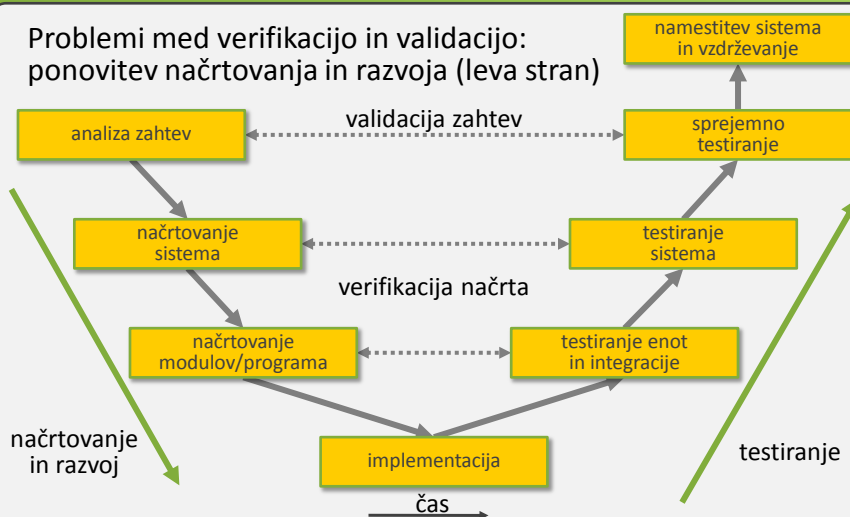 Problemi med verifikacijo in validacijo:
ponovitev načrtovanja in razvoja (leva stran)
namestitev sistema
in vzdrževanje
analiza zahtev
validacija zahtev
sprejemno
testiranje
načrtovanje
sistema
testiranje
sistema
verifikacija načrta
načrtovanje
modulov/programa
testiranje enot
in integracije
načrtovanje
in razvoj
implementacija
testiranje
čas